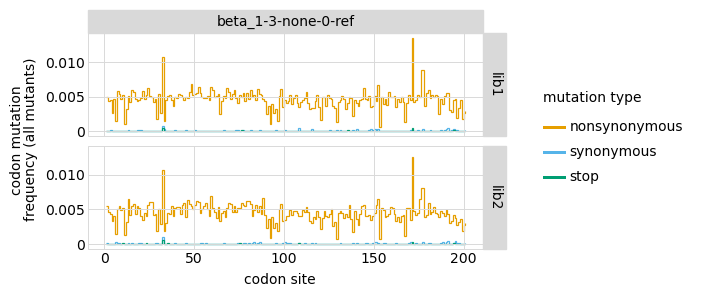 beta_1-3-none-0-ref
0.010
0.005
0
lib1
0.010
0.005
0
lib2
0 50 100 150 200
codon site
codon mutation
frequency (all mutants)
mutation type
nonsynonymous
synonymous
stop